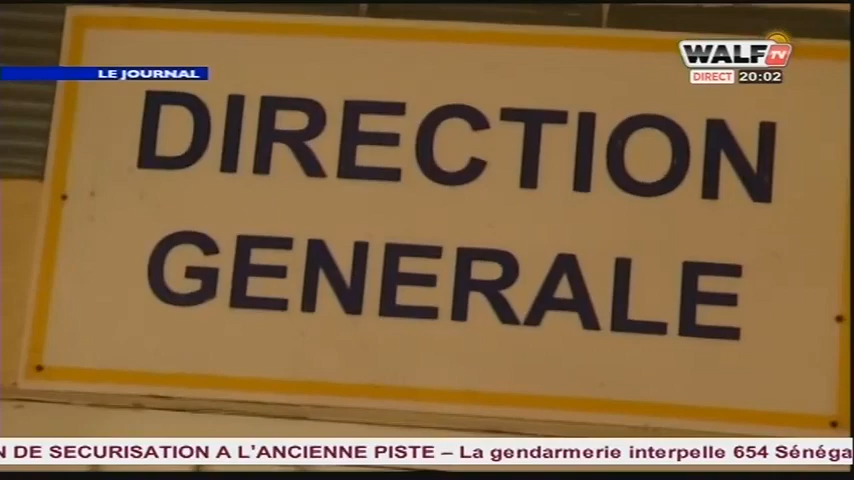 WALF TV
DIRECT 20:02
LE JOURNAL
DIRECTION
GENERALE
DE SECURISATION A L'ANCIENNE PISTE – La gendarmerie interpelle 654